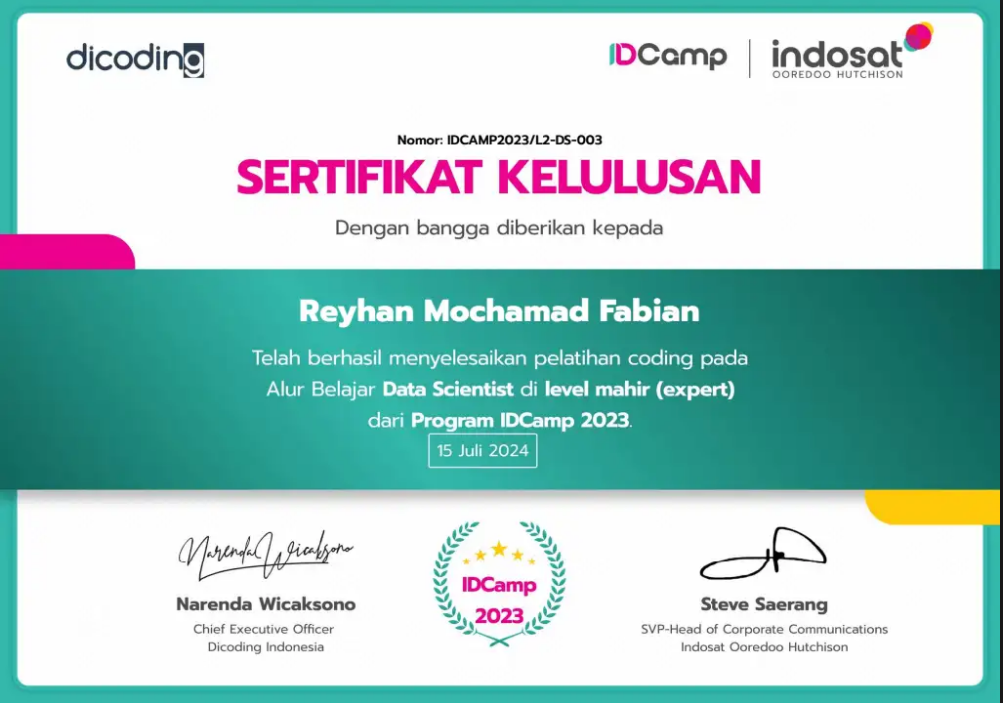 dicoding
IDCamp
indosat
OOREDOO HUTCHISON
Nomor: IDCAMP2023/L2-DS-003
SERTIFIKAT KELULUSAN
Dengan bangga diberikan kepada
Reyhan Mochamad Fabian
Telah berhasil menyelesaikan pelatihan coding pada
Alur Belajar Data Scientist di level mahir (expert)
dari Program IDCamp 2023.
15 Juli 2024
Narenda Wicaksono
IDCamp
2023
Narenda Wicaksono
Chief Executive Officer
Dicoding Indonesia
Steve Saerang
SVP-Head of Corporate Communications
Indosat Ooredoo Hutchison